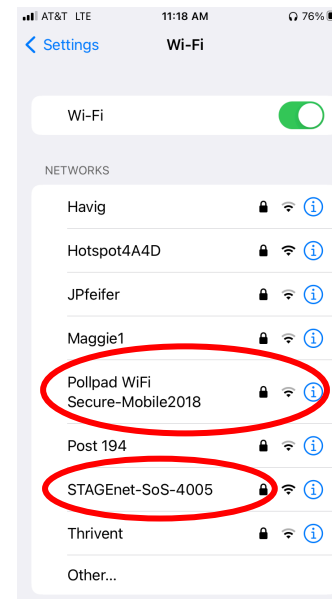 AT&T LTE 11:18 AM 76%
Settings Wi-Fi
Wi-Fi
NETWORKS
Havig
Hotspot4A4D
JPfeifer
Maggie1
Pollpad WiFi
Secure-Mobile2018
Post 194
STAGEnet-SoS-4005
Thrivent
Other...